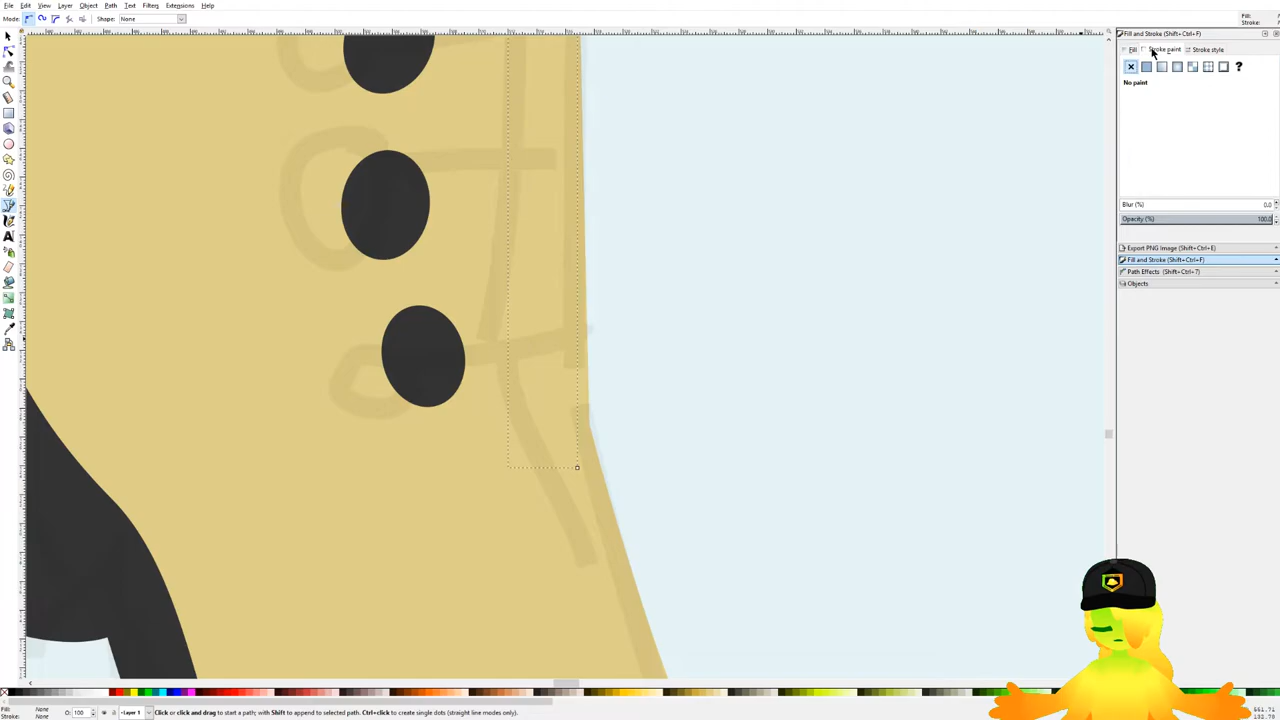 File Edit View Layer Object Path Text Filters Extensions Help
Mode: Shape: None
Fill:
Stroke:
Fill and Stroke (Shift+Ctrl+F)
Fill Stroke paint Stroke style
?
No paint
Blur (%) 0.0
Opacity (%) 100.0
Export PNG Image (Shift+Ctrl+E)
Fill and Stroke (Shift+Ctrl+F)
Path Effects (Shift+Ctrl+7)
Objects
Fill: None
Stroke: None
O: 100
-Layer 1
Click or click and drag to start a path; with Shift to append to selected path. Ctrl+click to create single dots (straight line modes only).